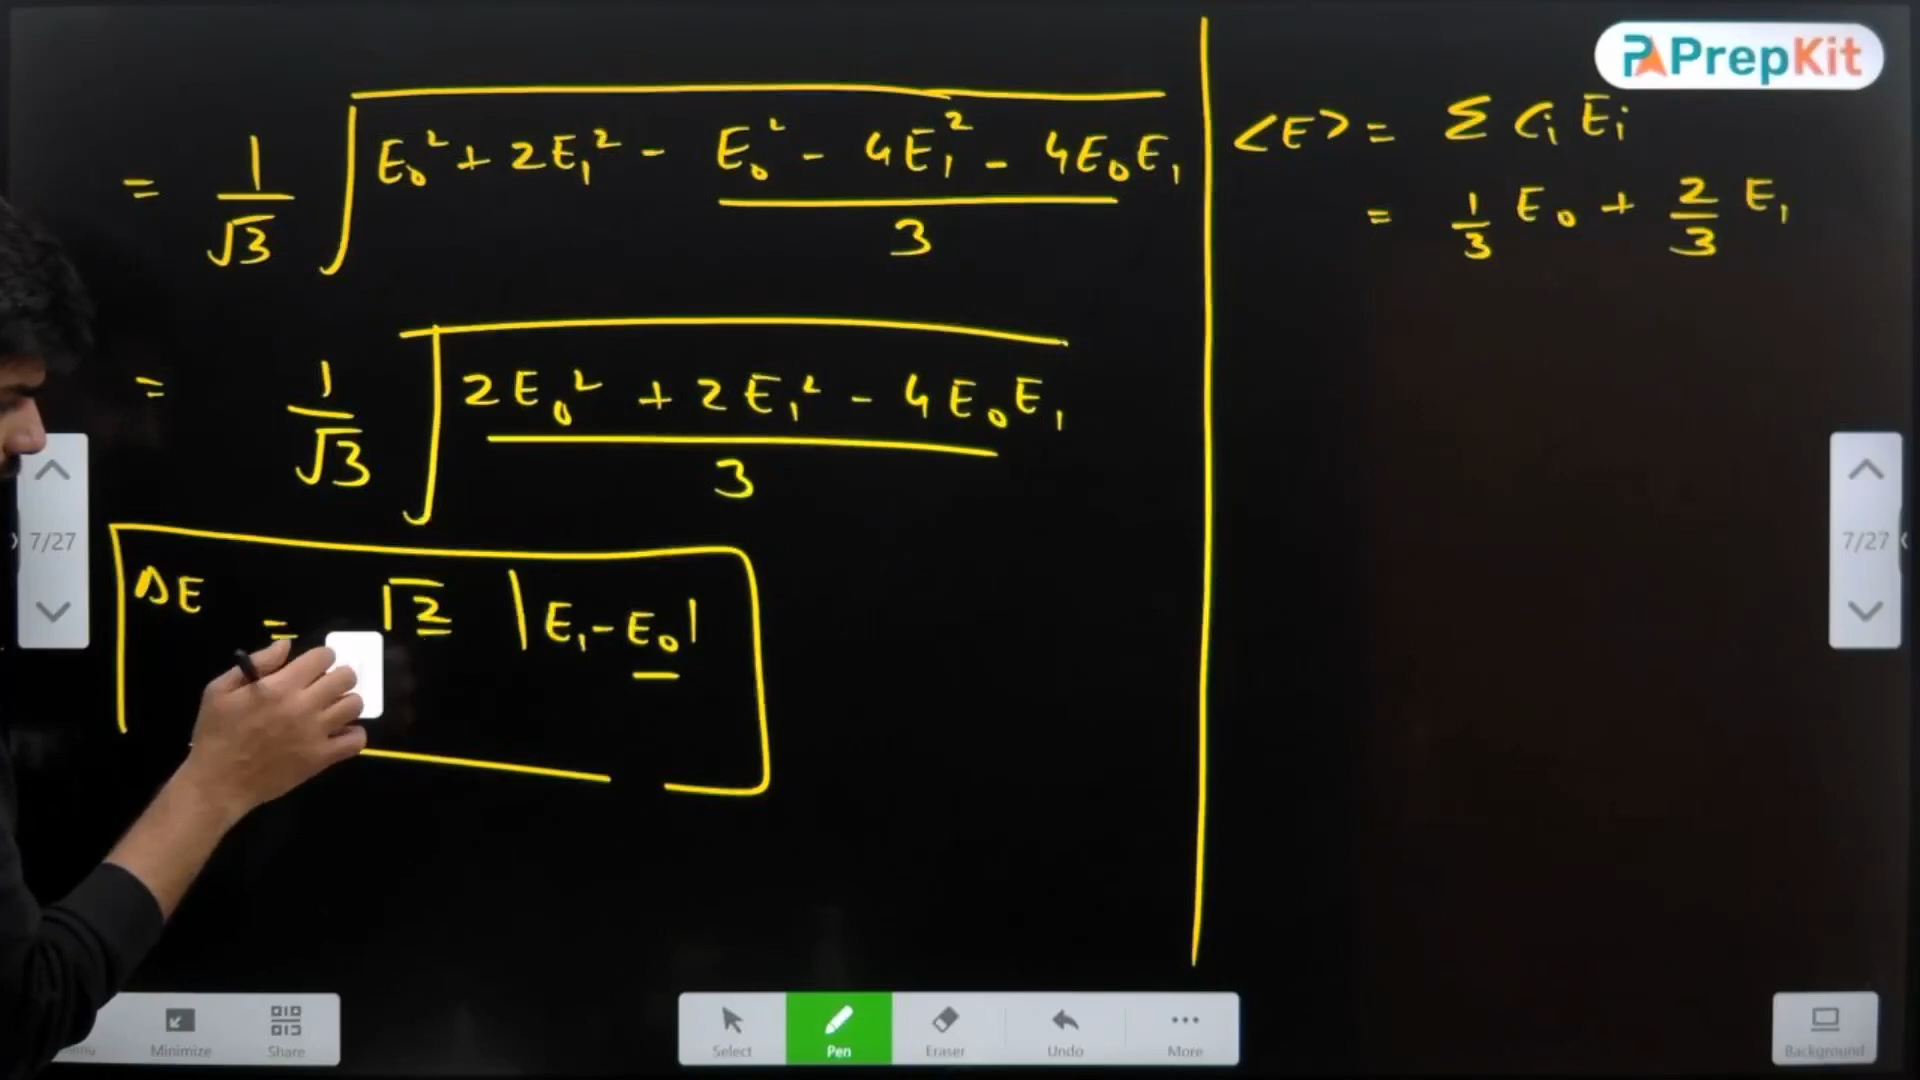 PrepKit
= 1/√3 √(E₀² + 2E₁² - (E₀² - 4E₁² - 4E₀E₁)/3)
= 1/√3 √((2E₀² + 2E₁² - 4E₀E₁)/3)
ΔE = √2 |E₁ - E₀|
<E> = Σ Cᵢ Eᵢ
= 1/3 E₀ + 2/3 E₁
7/27
7/27
Minimize
Share
Select
Pen
Eraser
Undo
More
Background